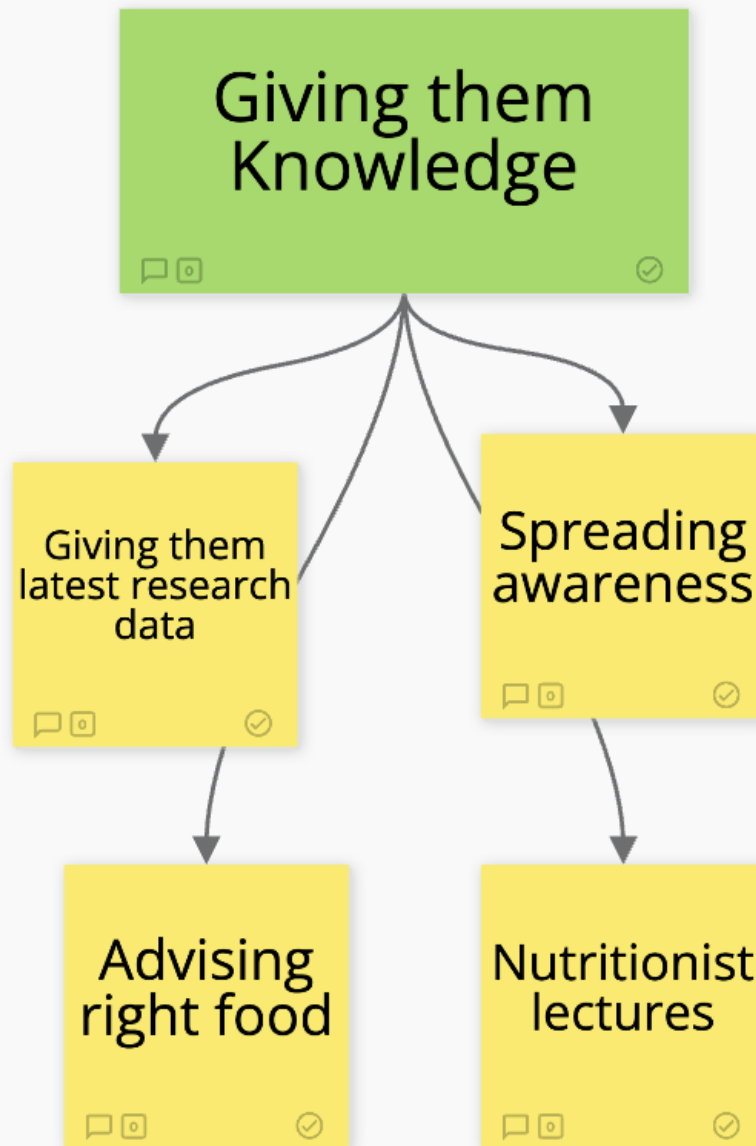 Giving them
Knowledge
0
Giving them
latest research
data
0
Spreading
awareness
0
Advising
right food
0
Nutritionist
lectures
0